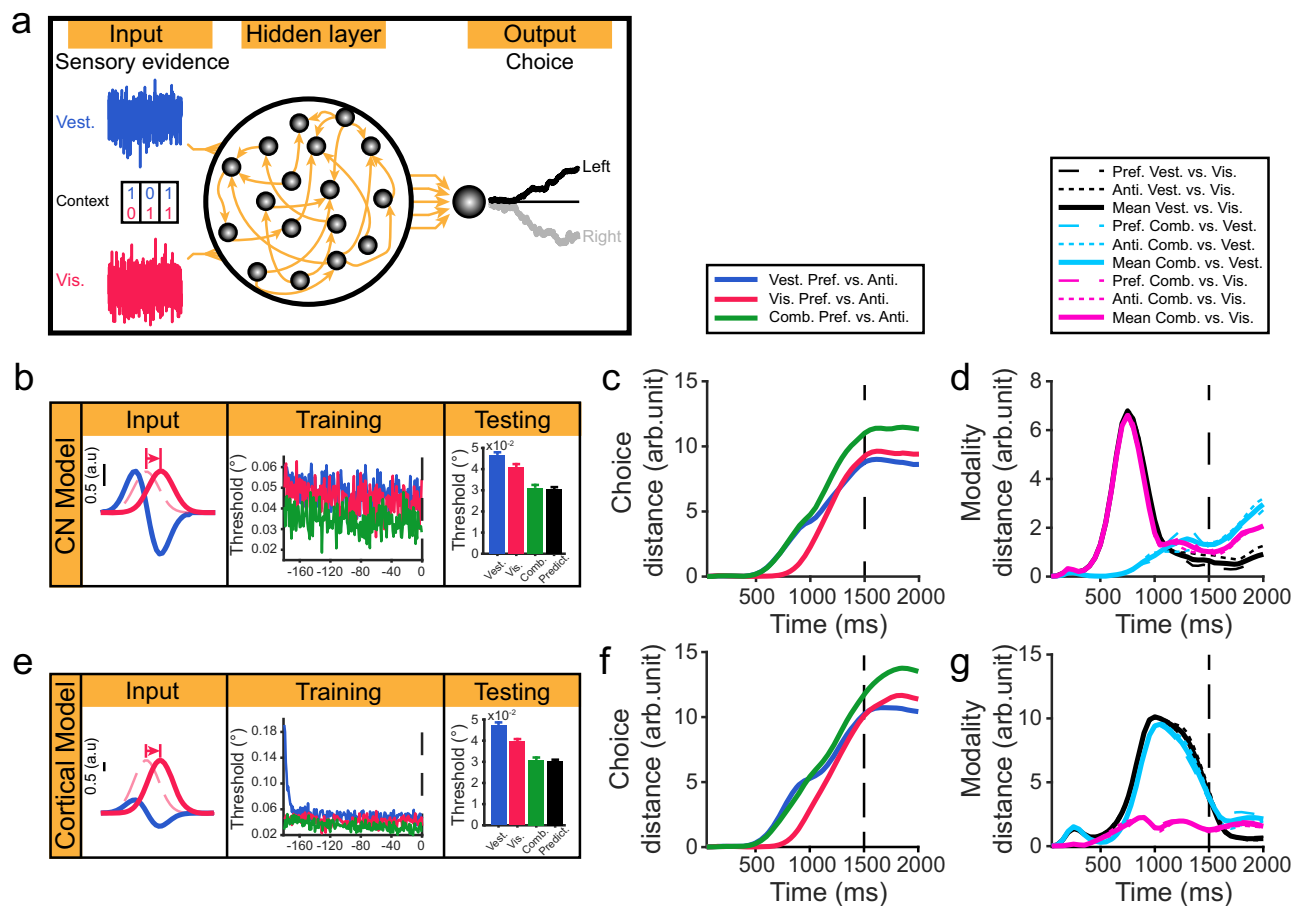 a
Input
Hidden layer
Output
Sensory evidence
Choice
Vest.
Left
Context
1 0 1
0 1 1
Right
Vis.
Vest. Pref. vs. Anti.
Vis. Pref. vs. Anti.
Comb. Pref. vs. Anti.
Pref. Vest. vs. Vis.
Anti. Vest. vs. Vis.
Mean Vest. vs. Vis.
Pref. Comb. vs. Vest.
Anti. Comb. vs. Vest.
Mean Comb. vs. Vest.
Pref. Comb. vs. Vis.
Anti. Comb. vs. Vis.
Mean Comb. vs. Vis.
b
CN Model
Input
Training
Testing
0.5 (a.u)
Threshold (°)
0.06
0.05
0.04
0.03
0.02
-160 -120 -80 -40 0
×10-2
Threshold (°)
5
4
3
2
1
0
Vest.
Vis.
Comb.
Predict.
c
Choice
distance (arb.unit)
15
10
5
0
500 1000 1500 2000
Time (ms)
d
Modality
distance (arb.unit)
8
6
4
2
0
500 1000 1500 2000
Time (ms)
e
Cortical Model
Input
Training
Testing
0.5 (a.u)
Threshold (°)
0.18
0.14
0.10
0.06
0.02
-160 -120 -80 -40 0
×10-2
Threshold (°)
5
4
3
2
1
0
Vest.
Vis.
Comb.
Predict.
f
Choice
distance (arb.unit)
15
10
5
0
500 1000 1500 2000
Time (ms)
g
Modality
distance (arb.unit)
15
10
5
0
500 1000 1500 2000
Time (ms)